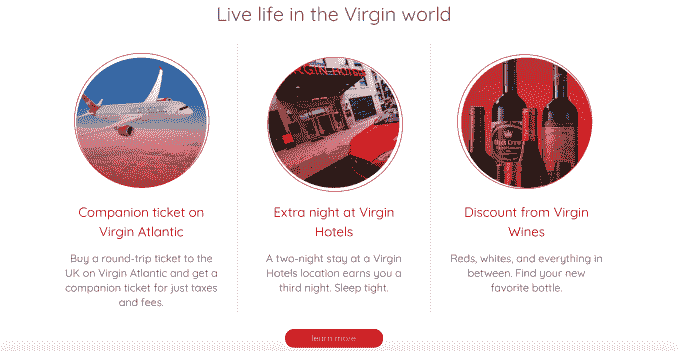 Live life in the Virgin world
VIRGIN HOTELS
Companion ticket on
Virgin Atlantic
Buy a round-trip ticket to the
UK on Virgin Atlantic and get a
companion ticket for just taxes
and fees.
Extra night at Virgin
Hotels
A two-night stay at a Virgin
Hotels location earns you a
third night. Sleep tight.
Discount from Virgin
Wines
Reds, whites, and everything in
between. Find your new
favorite bottle.
learn more